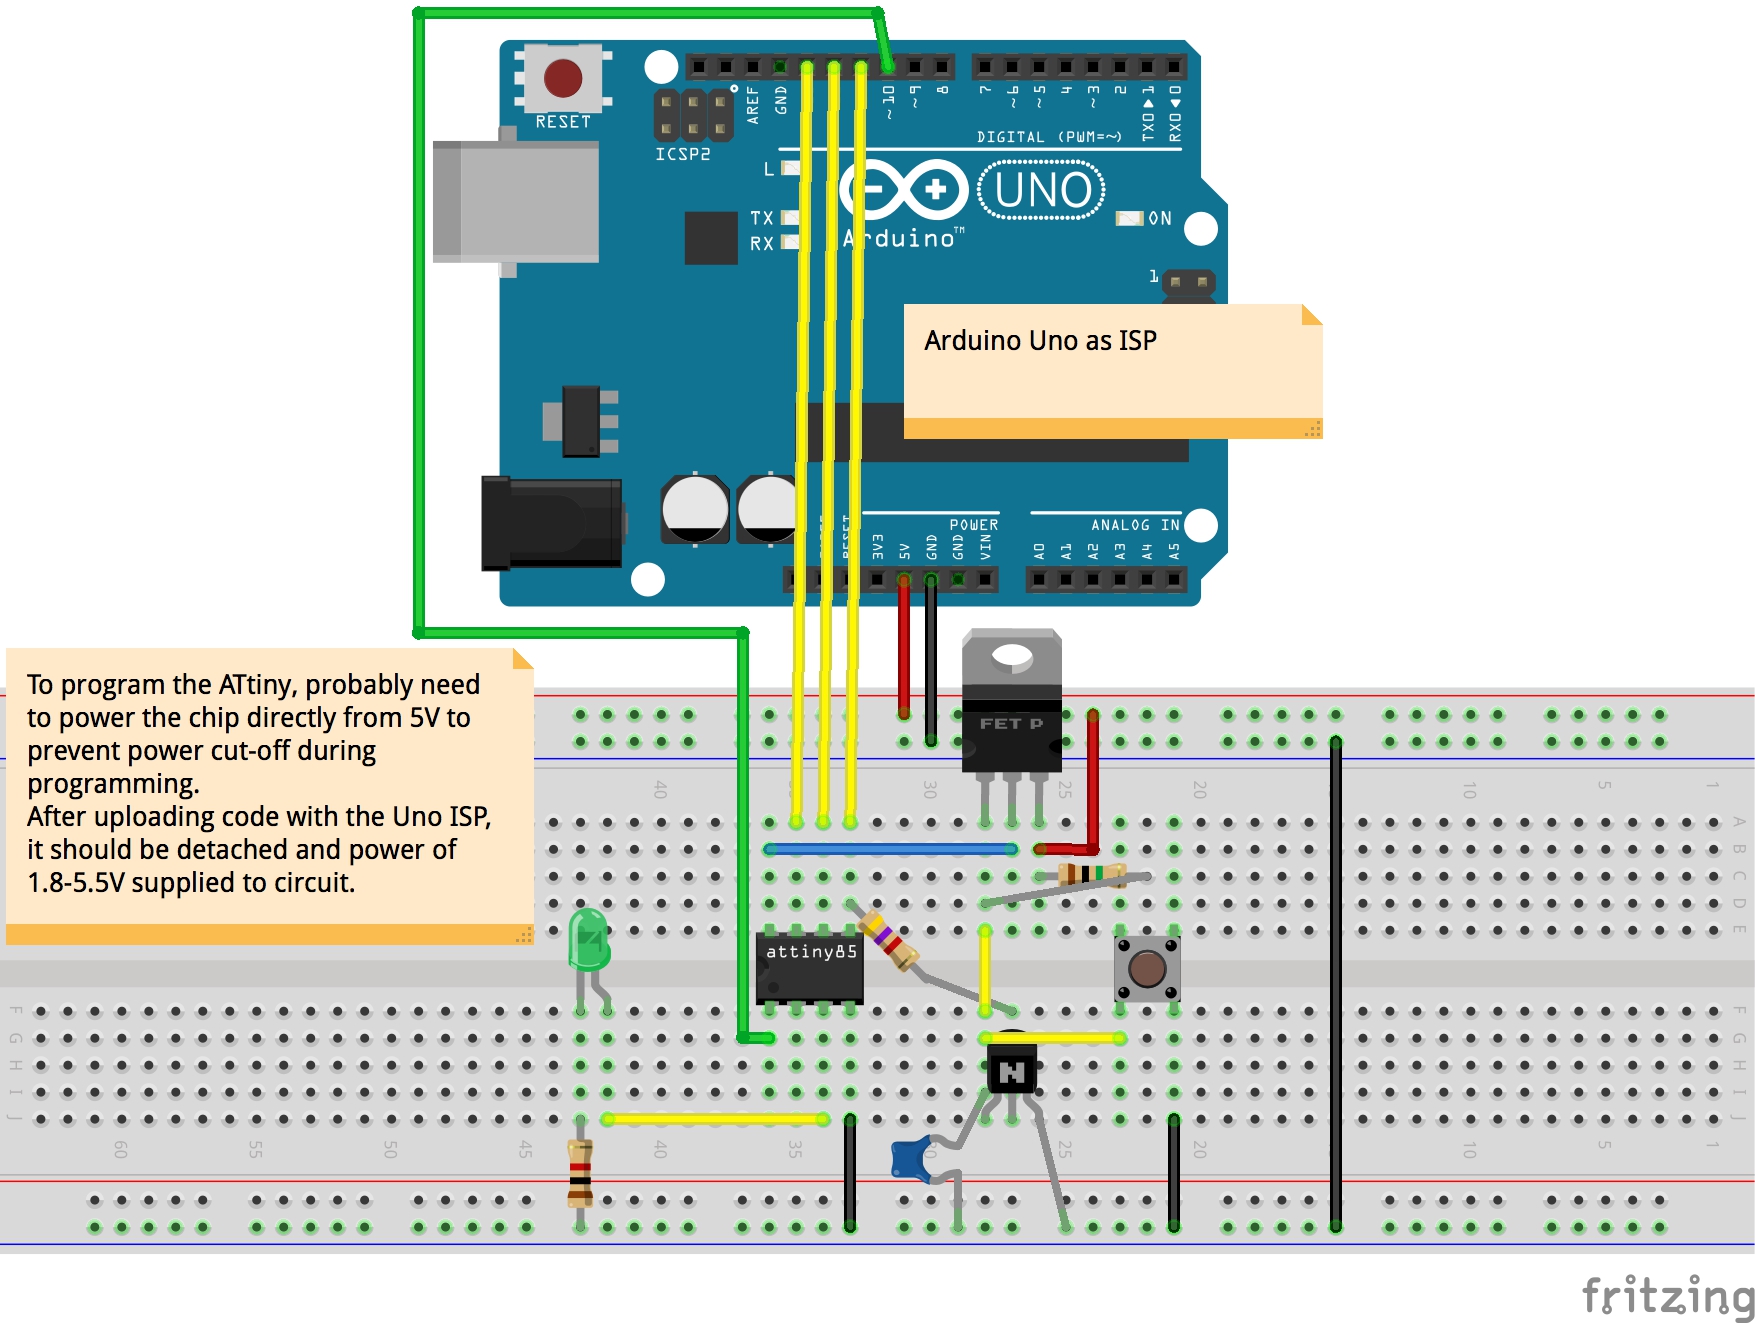 RESET
ICSP2
AREF
GND
~10
~9
8
7
~6
~5
4
~3
2
TX0 1
RX0 0
DIGITAL (PWM=~)
L
TX
RX
UNO
Arduino™
ON
1
Arduino Uno as ISP
RESET
3V3
5V
GND
GND
VIN
POWER
ANALOG IN
A0
A1
A2
A3
A4
A5
To program the ATtiny, probably need
to power the chip directly from 5V to
prevent power cut-off during
programming.
After uploading code with the Uno ISP,
it should be detached and power of
1.8-5.5V supplied to circuit.
FET P
40
30
25
20
10
5
1
A
B
C
D
E
attiny85
F
G
H
I
J
F
G
H
I
J
N
60
55
50
45
40
35
25
20
10
5
1
fritzing